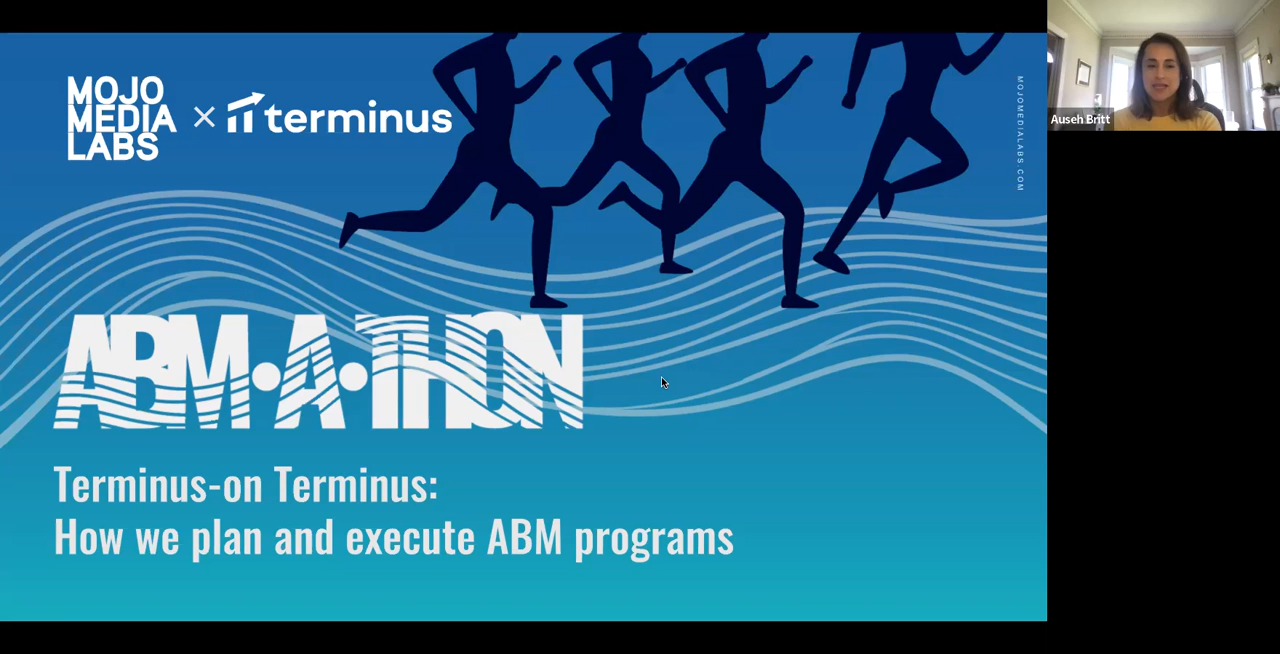 MOJO
MEDIA
LABS
× terminus
MOJOMEDIALABS.COM
Auseh Britt
ABM•A•THON
Terminus-on Terminus:
How we plan and execute ABM programs